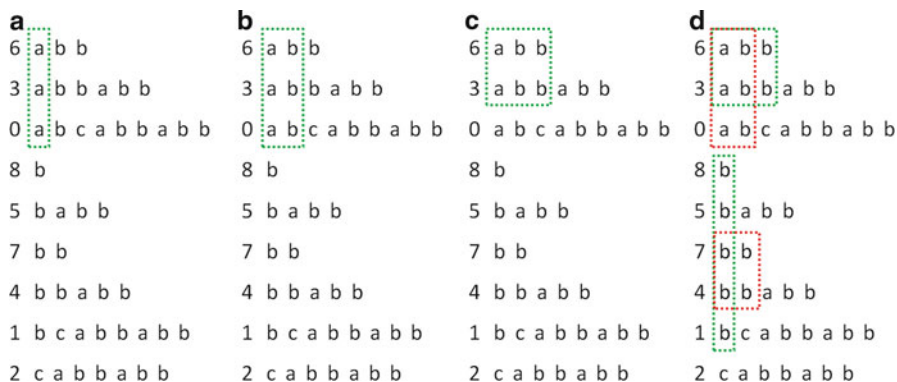 a b c d
6 a b b 6 a b b 6 a b b 6 a b b
3 a b b a b b 3 a b b a b b 3 a b b a b b 3 a b b a b b
0 a b c a b b a b b 0 a b c a b b a b b 0 a b c a b b a b b 0 a b c a b b a b b
8 b 8 b 8 b 8 b
5 b a b b 5 b a b b 5 b a b b 5 b a b b
7 b b 7 b b 7 b b 7 b b
4 b b a b b 4 b b a b b 4 b b a b b 4 b b a b b
1 b c a b b a b b 1 b c a b b a b b 1 b c a b b a b b 1 b c a b b a b b
2 c a b b a b b 2 c a b b a b b 2 c a b b a b b 2 c a b b a b b